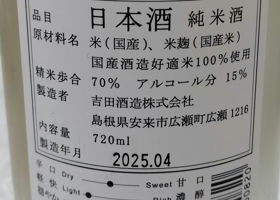 品目 日本酒 純米酒
原材料名 米(国産)、米麹(国産米)
国産酒造好適米100%使用
精米歩合 70% アルコール分 15%
製造者 吉田酒造株式会社
島根県安来市広瀬町広瀬1216
内容量 720ml
製造年月 2025.04
辛口 Dry Sweet 甘口
軽快 Light Rich 濃醇